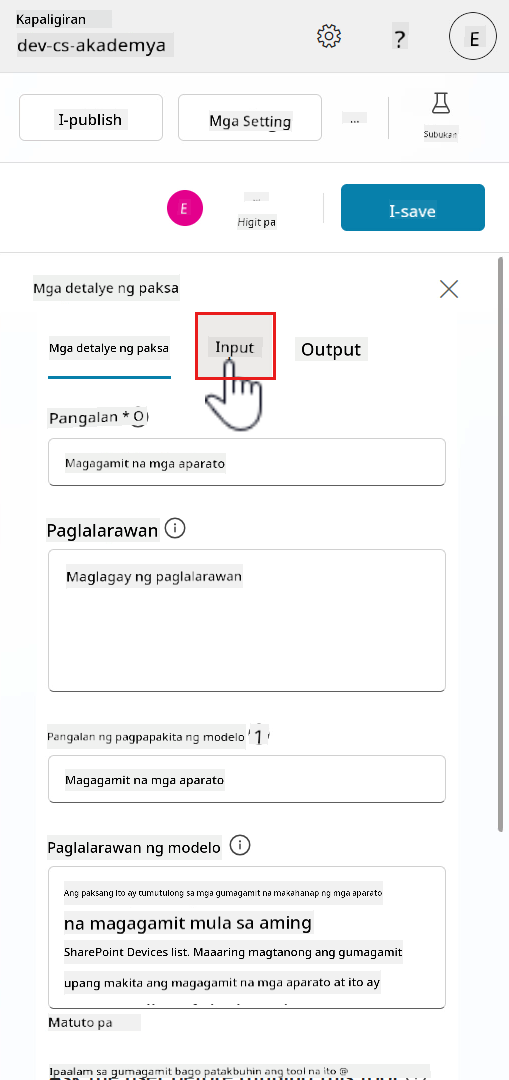 Kapaligiran
dev-cs-akademya
?
E
I-publish
Mga Setting
...
Subukan
E
...
Higit pa
I-save
Mga detalye ng paksa
Mga detalye ng paksa
Input
Output
Pangalan *
Magagamit na mga aparato
Paglalarawan
Maglagay ng paglalarawan
Pangalan ng pagpapakita ng modelo
Magagamit na mga aparato
Paglalarawan ng modelo
Ang paksang ito ay tumutulong sa mga gumagamit na makahanap ng mga aparato
na magagamit mula sa aming
SharePoint Devices list. Maaaring magtanong ang gumagamit
upang makita ang magagamit na mga aparato at ito ay
Matuto pa
Ipaalam sa gumagamit bago patakbuhin ang tool na ito